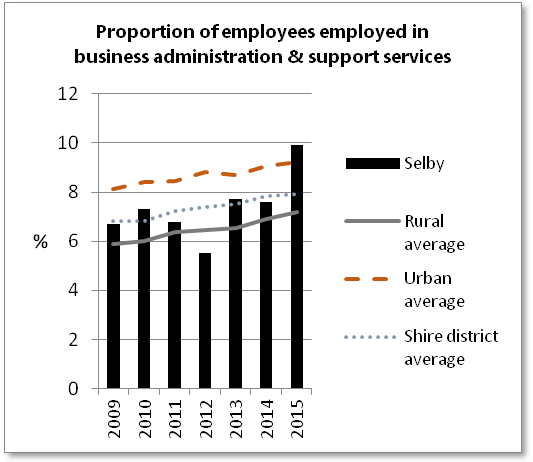 Proportion of employees employed in
business administration & support services
12
10
8
6
4
2
0
%
2009
2010
2011
2012
2013
2014
2015
Selby
Rural
average
Urban
average
Shire district
average